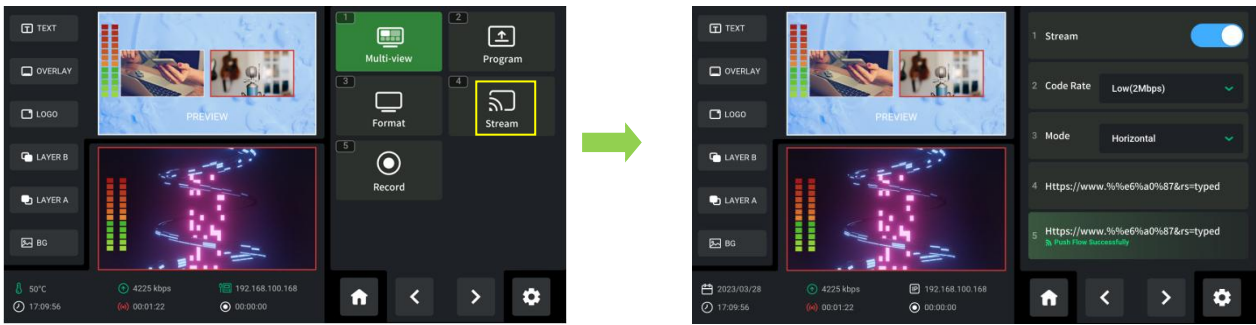 TEXT
OVERLAY
LOGO
LAYER B
LAYER A
BG
PREVIEW
1 Multi-view
2 Program
3 Format
4 Stream
5 Record
50°C 4225 kbps 192.168.100.168
17:09:56 00:01:22 00:00:00
TEXT
OVERLAY
LOGO
LAYER B
LAYER A
BG
PREVIEW
1 Stream
2 Code Rate Low(2Mbps)
3 Mode Horizontal
4 Https://www.%%e6%a0%87&rs=typed
5 Https://www.%%e6%a0%87&rs=typed
Push Flow Successfully
2023/03/28 4225 kbps IP 192.168.100.168
17:09:56 00:01:22 00:00:00